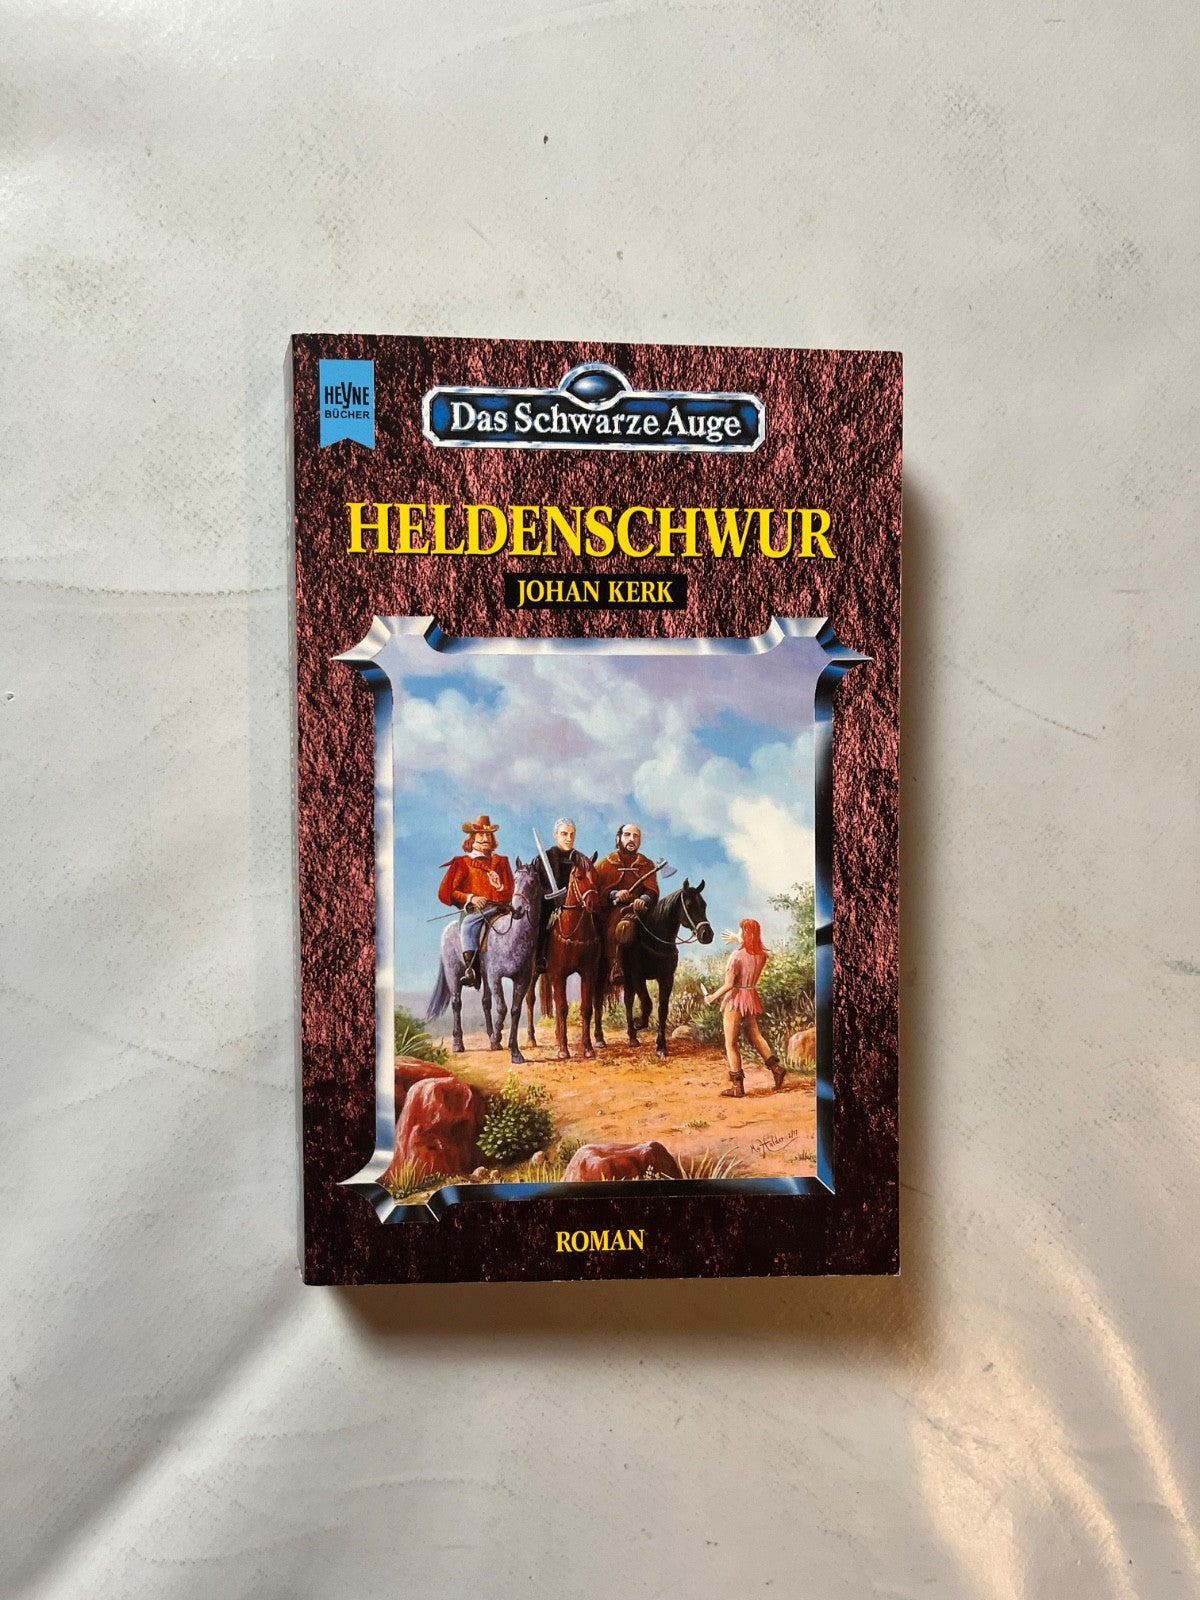 HEYNE
BÜCHER
Das Schwarze Auge
HELDENSCHWUR
JOHAN KERK
ROMAN